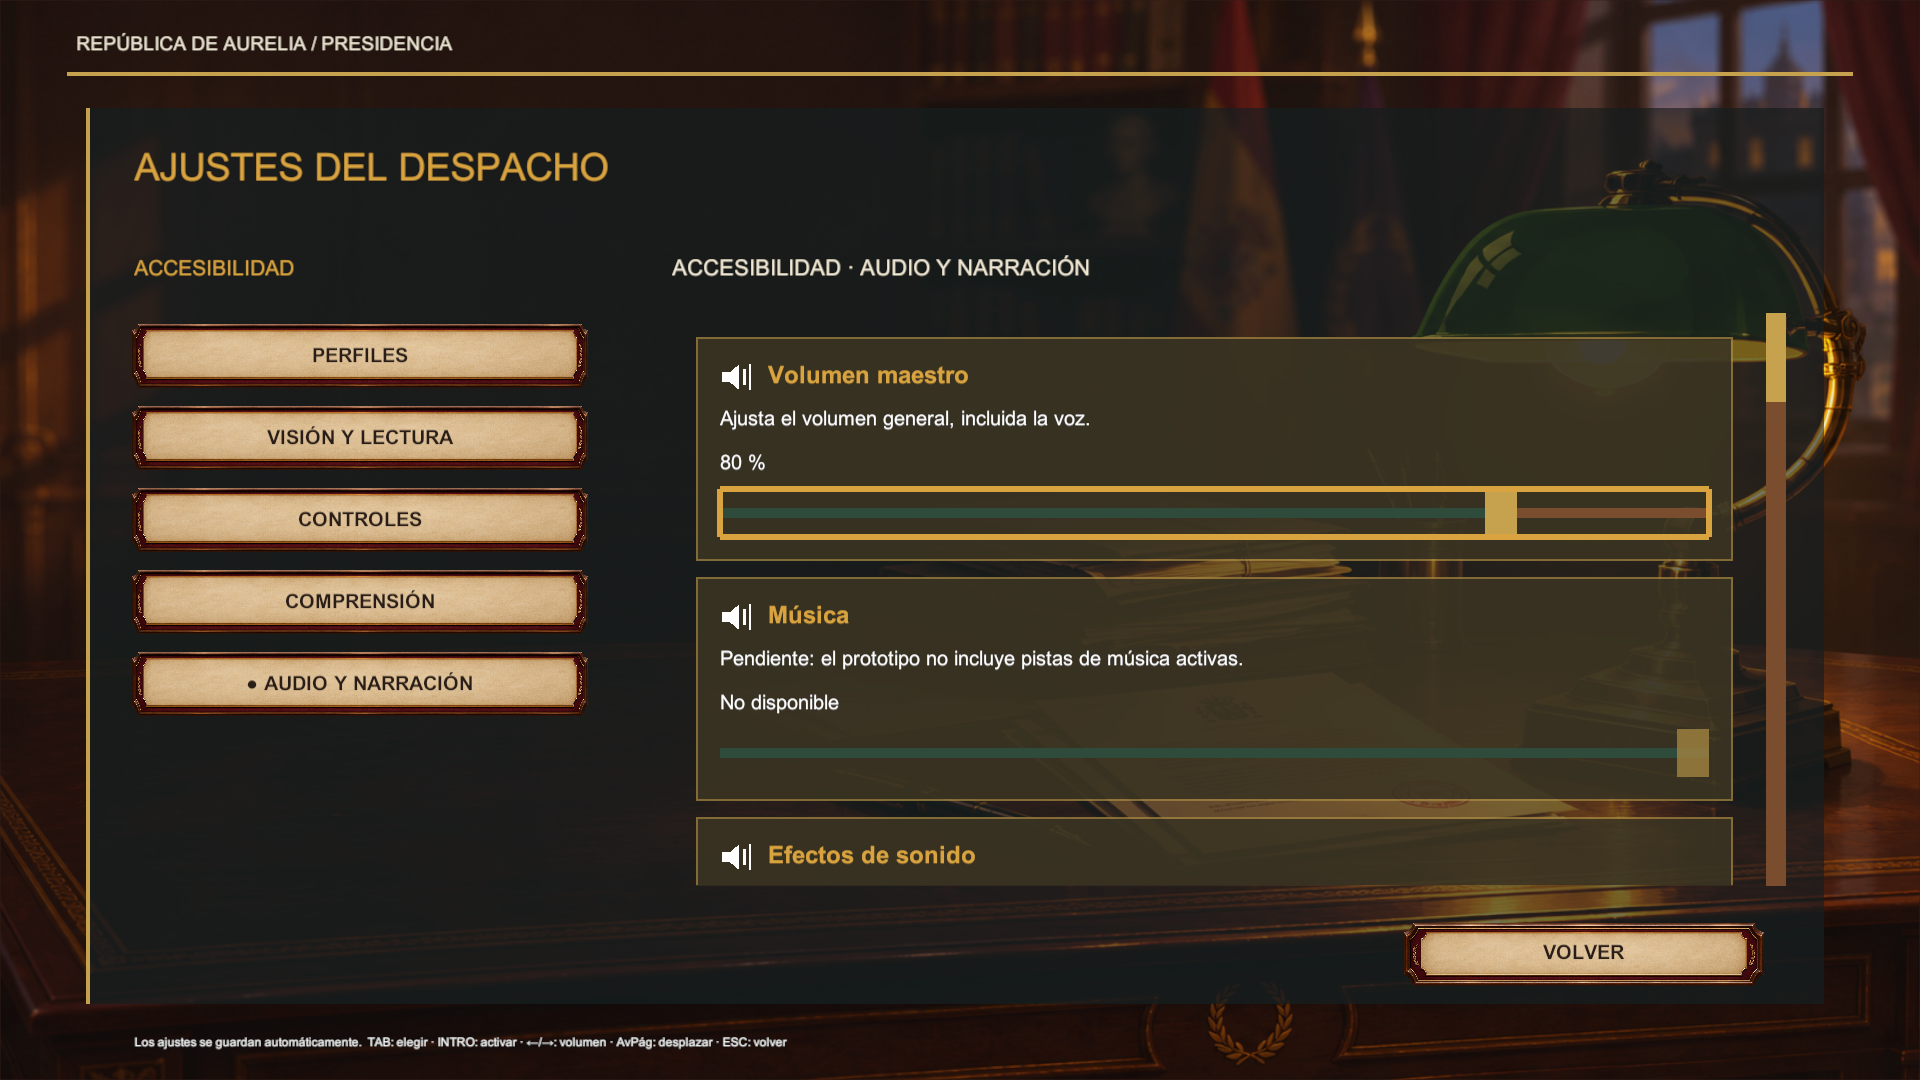 REPÚBLICA DE AURELIA / PRESIDENCIA
AJUSTES DEL DESPACHO
ACCESIBILIDAD
PERFILES
VISIÓN Y LECTURA
CONTROLES
COMPRENSIÓN
● AUDIO Y NARRACIÓN
ACCESIBILIDAD · AUDIO Y NARRACIÓN
Volumen maestro
Ajusta el volumen general, incluida la voz.
80 %
Música
Pendiente: el prototipo no incluye pistas de música activas.
No disponible
Efectos de sonido
VOLVER
Los ajustes se guardan automáticamente. TAB: elegir · INTRO: activar · ←/→: volumen · AvPág: desplazar · ESC: volver